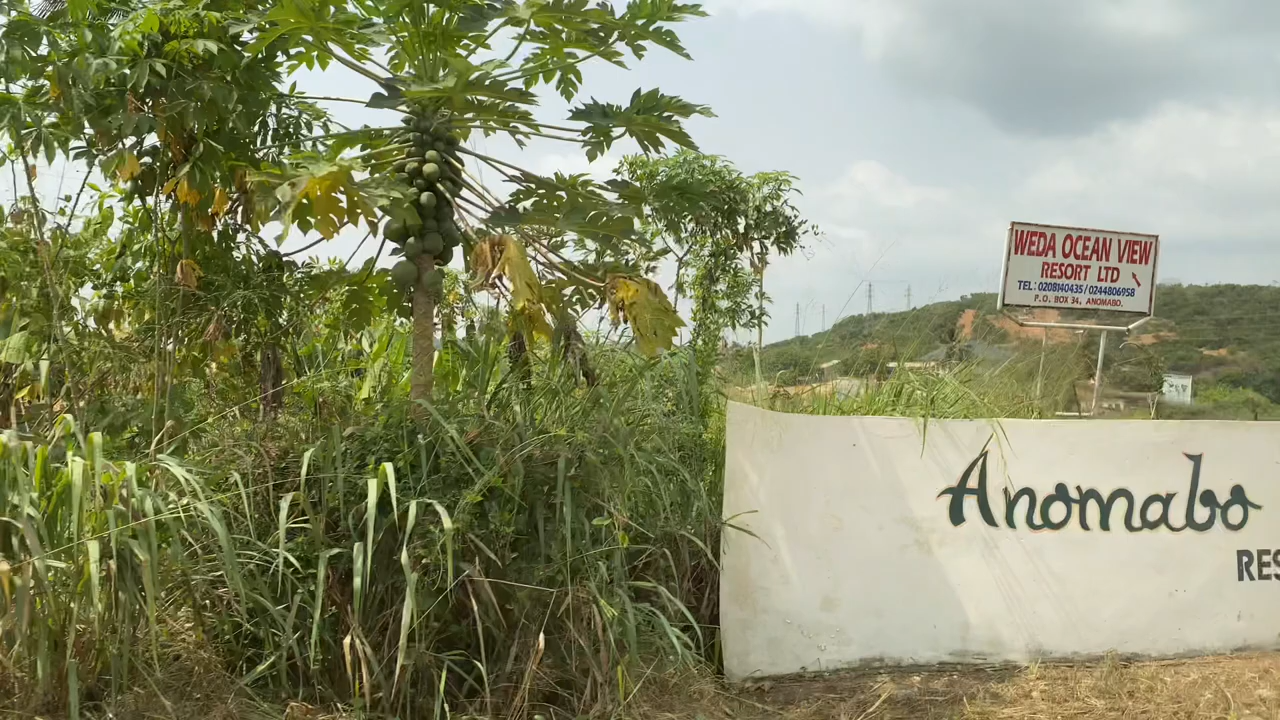 WEDA OCEAN VIEW
RESORT LTD
TEL: 0208140435 / 0244806958
P.O. BOX 34, ANOMABO.
Anomabo
RES